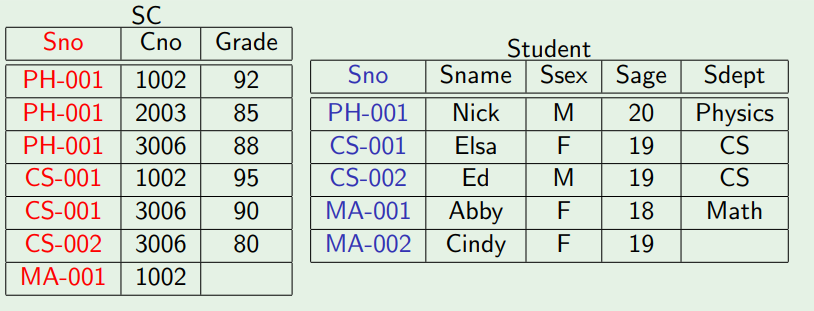 SC
Sno Cno Grade
PH-001 1002 92
PH-001 2003 85
PH-001 3006 88
CS-001 1002 95
CS-001 3006 90
CS-002 3006 80
MA-001 1002
Student
Sno Sname Ssex Sage Sdept
PH-001 Nick M 20 Physics
CS-001 Elsa F 19 CS
CS-002 Ed M 19 CS
MA-001 Abby F 18 Math
MA-002 Cindy F 19